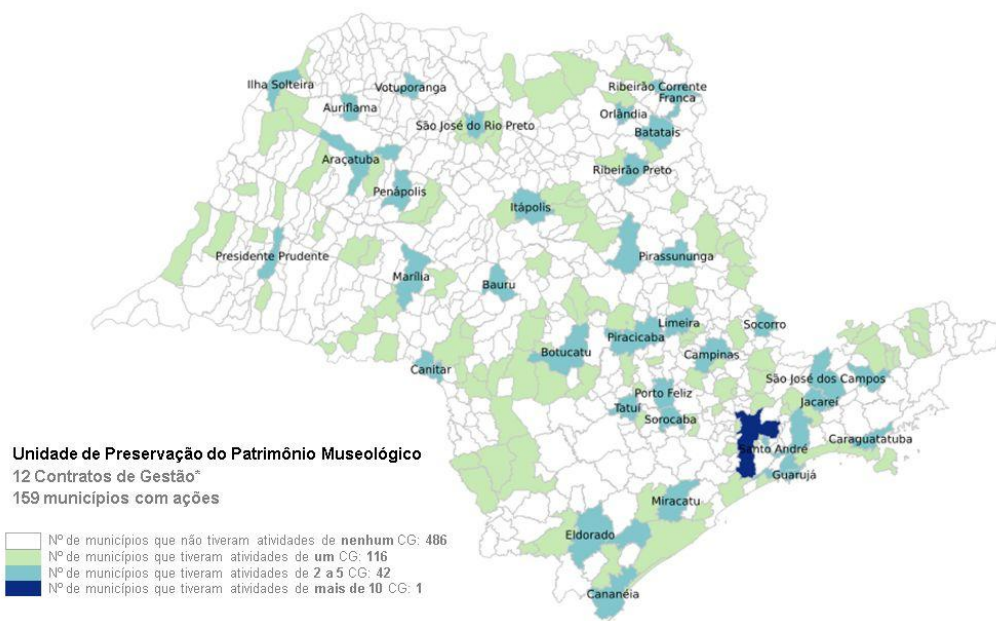 Ilha Solteira
Votuporanga
Ribeirão Corrente
Franca
Auriflama
São José do Rio Preto
Orlândia
Batatais
Araçatuba
Ribeirão Preto
Penápolis
Itápolis
Presidente Prudente
Pirassununga
Marília
Bauru
Limeira
Socorro
Piracicaba
Botucatu
Campinas
Canitar
São José dos Campos
Porto Feliz
Jacareí
Tatuí
Sorocaba
Caraguatatuba
Santo André
Guarujá
Miracatu
Eldorado
Cananéia
Unidade de Preservação do Patrimônio Museológico
12 Contratos de Gestão*
159 municípios com ações
Nº de municípios que não tiveram atividades de nenhum CG: 486
Nº de municípios que tiveram atividades de um CG: 116
Nº de municípios que tiveram atividades de 2 a 5 CG: 42
Nº de municípios que tiveram atividades de mais de 10 CG: 1